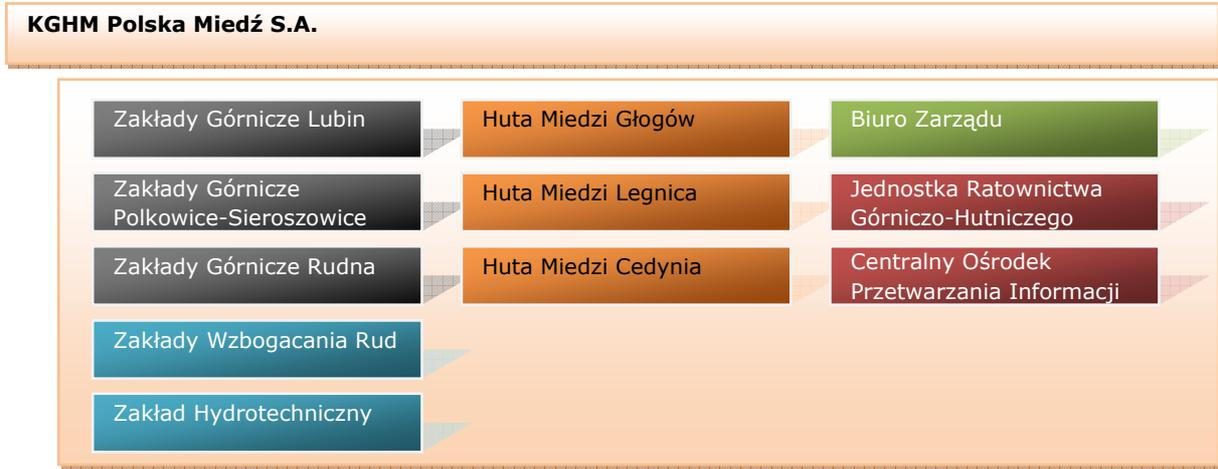 KGHM Polska Miedź S.A.
Zakłady Górnicze Lubin
Huta Miedzi Głogów
Biuro Zarządu
Zakłady Górnicze
Polkowice-Sieroszowice
Huta Miedzi Legnica
Jednostka Ratownictwa
Górniczo-Hutniczego
Zakłady Górnicze Rudna
Huta Miedzi Cedynia
Centralny Ośrodek
Przetwarzania Informacji
Zakłady Wzbogacania Rud
Zakład Hydrotechniczny